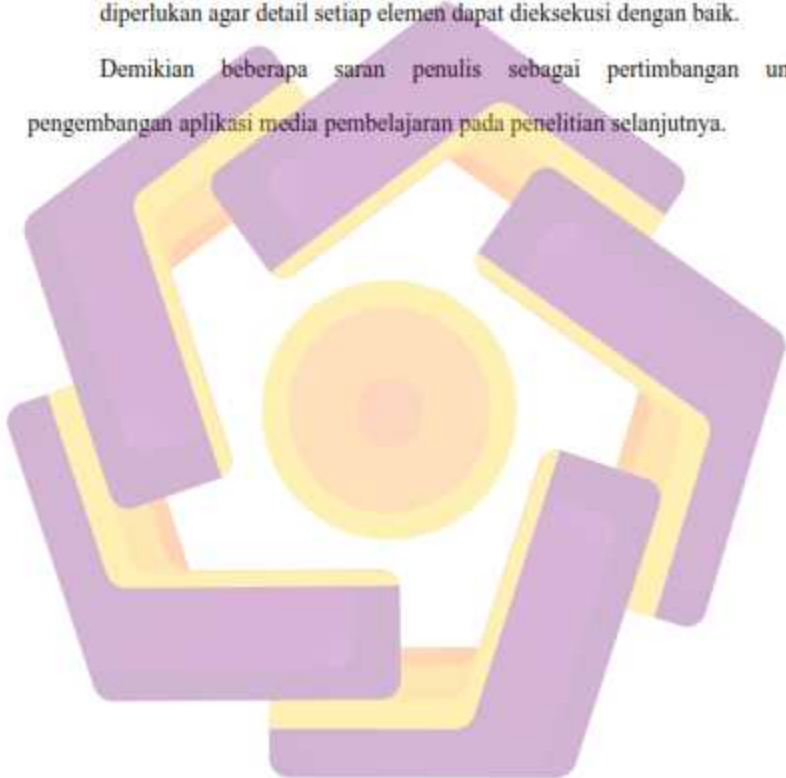 diperlukan agar detail setiap elemen dapat dieksekusi dengan baik.
Demikian beberapa saran penulis sebagai pertimbangan un
pengembangan aplikasi media pembelajaran pada penelitian selanjutnya.